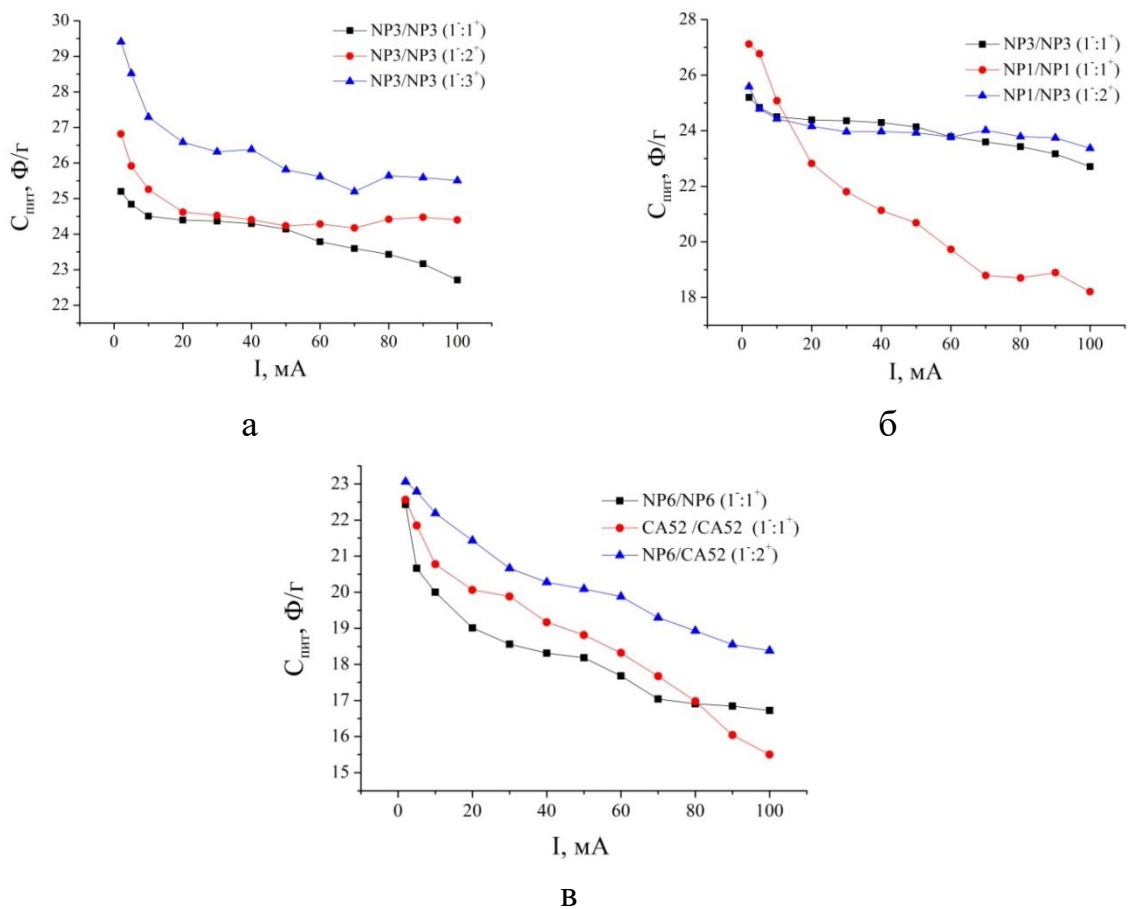 30
29
28
27
26
25
24
23
22
C_пит, Ф/г
NP3/NP3 (1⁻:1⁺)
NP3/NP3 (1⁻:2⁺)
NP3/NP3 (1⁻:3⁺)
0 20 40 60 80 100
I, мА
а
28
26
24
22
20
18
C_пит, Ф/г
NP3/NP3 (1⁻:1⁺)
NP1/NP1 (1⁻:1⁺)
NP1/NP3 (1⁻:2⁺)
0 20 40 60 80 100
I, мА
б
23
22
21
20
19
18
17
16
15
C_пит, Ф/г
NP6/NP6 (1⁻:1⁺)
CA52 /CA52 (1⁻:1⁺)
NP6/CA52 (1⁻:2⁺)
0 20 40 60 80 100
I, мА
в